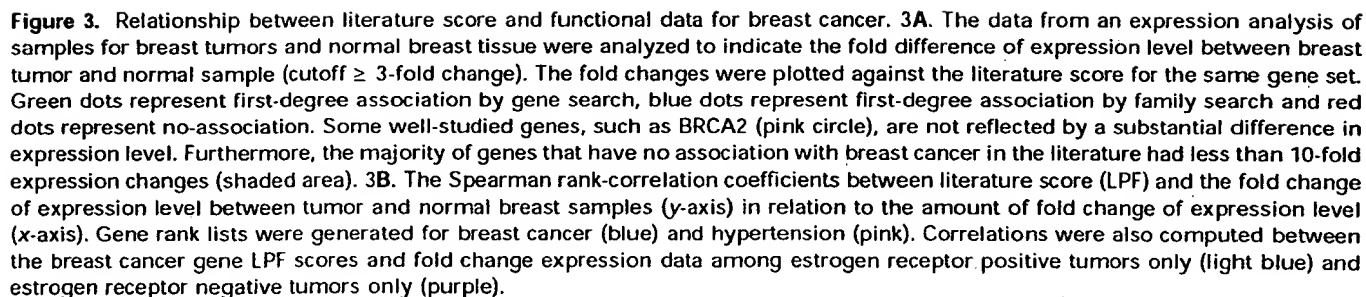 Figure 3. Relationship between literature score and functional data for breast cancer. 3A. The data from an expression analysis of
samples for breast tumors and normal breast tissue were analyzed to indicate the fold difference of expression level between breast
tumor and normal sample (cutoff ≥ 3-fold change). The fold changes were plotted against the literature score for the same gene set.
Green dots represent first-degree association by gene search, blue dots represent first-degree association by family search and red
dots represent no-association. Some well-studied genes, such as BRCA2 (pink circle), are not reflected by a substantial difference in
expression level. Furthermore, the majority of genes that have no association with breast cancer in the literature had less than 10-fold
expression changes (shaded area). 3B. The Spearman rank-correlation coefficients between literature score (LPF) and the fold change
of expression level between tumor and normal breast samples (y-axis) in relation to the amount of fold change of expression level
(x-axis). Gene rank lists were generated for breast cancer (blue) and hypertension (pink). Correlations were also computed between
the breast cancer gene LPF scores and fold change expression data among estrogen receptor positive tumors only (light blue) and
estrogen receptor negative tumors only (purple).